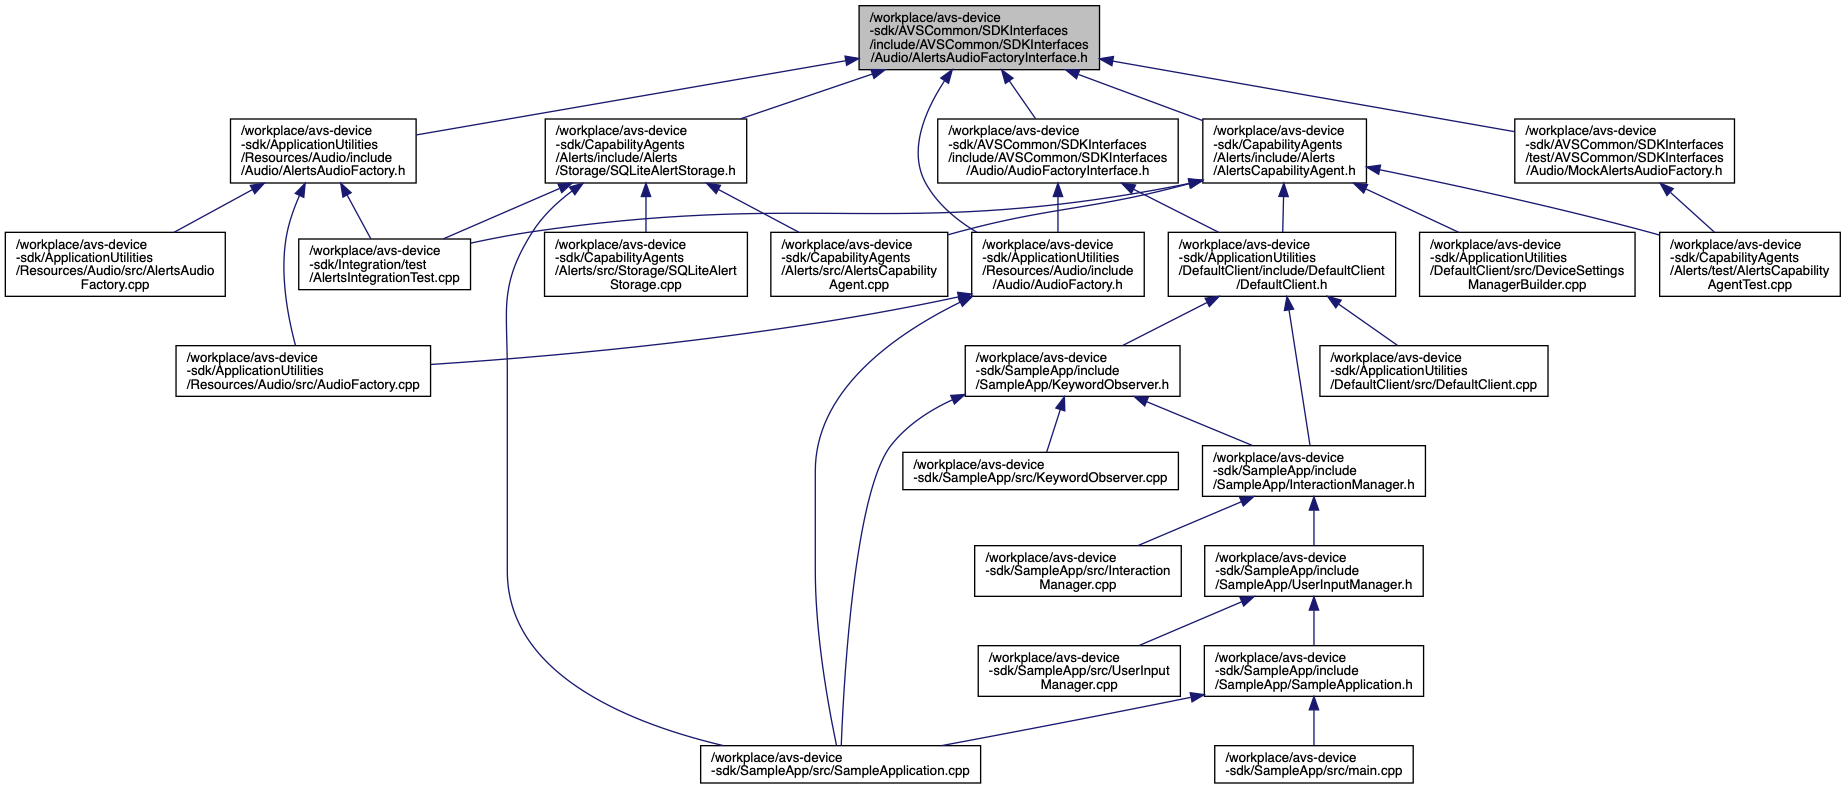 /workplace/avs-device
-sdk/AVSCommon/SDKInterfaces
/include/AVSCommon/SDKInterfaces
/Audio/AlertsAudioFactoryInterface.h
/workplace/avs-device
-sdk/ApplicationUtilities
/Resources/Audio/include
/Audio/AlertsAudioFactory.h
/workplace/avs-device
-sdk/CapabilityAgents
/Alerts/include/Alerts
/Storage/SQLiteAlertStorage.h
/workplace/avs-device
-sdk/AVSCommon/SDKInterfaces
/include/AVSCommon/SDKInterfaces
/Audio/AudioFactoryInterface.h
/workplace/avs-device
-sdk/CapabilityAgents
/Alerts/include/Alerts
/AlertsCapabilityAgent.h
/workplace/avs-device
-sdk/AVSCommon/SDKInterfaces
/test/AVSCommon/SDKInterfaces
/Audio/MockAlertsAudioFactory.h
/workplace/avs-device
-sdk/ApplicationUtilities
/Resources/Audio/src/AlertsAudio
Factory.cpp
/workplace/avs-device
-sdk/Integration/test
/AlertsIntegrationTest.cpp
/workplace/avs-device
-sdk/CapabilityAgents
/Alerts/src/Storage/SQLiteAlert
Storage.cpp
/workplace/avs-device
-sdk/CapabilityAgents
/Alerts/src/AlertsCapability
Agent.cpp
/workplace/avs-device
-sdk/ApplicationUtilities
/Resources/Audio/include
/Audio/AudioFactory.h
/workplace/avs-device
-sdk/ApplicationUtilities
/DefaultClient/include/DefaultClient
/DefaultClient.h
/workplace/avs-device
-sdk/ApplicationUtilities
/DefaultClient/src/DeviceSettings
ManagerBuilder.cpp
/workplace/avs-device
-sdk/CapabilityAgents
/Alerts/test/AlertsCapability
AgentTest.cpp
/workplace/avs-device
-sdk/ApplicationUtilities
/Resources/Audio/src/AudioFactory.cpp
/workplace/avs-device
-sdk/SampleApp/include
/SampleApp/KeywordObserver.h
/workplace/avs-device
-sdk/ApplicationUtilities
/DefaultClient/src/DefaultClient.cpp
/workplace/avs-device
-sdk/SampleApp/src/KeywordObserver.cpp
/workplace/avs-device
-sdk/SampleApp/include
/SampleApp/InteractionManager.h
/workplace/avs-device
-sdk/SampleApp/src/Interaction
Manager.cpp
/workplace/avs-device
-sdk/SampleApp/include
/SampleApp/UserInputManager.h
/workplace/avs-device
-sdk/SampleApp/src/UserInput
Manager.cpp
/workplace/avs-device
-sdk/SampleApp/include
/SampleApp/SampleApplication.h
/workplace/avs-device
-sdk/SampleApp/src/SampleApplication.cpp
/workplace/avs-device
-sdk/SampleApp/src/main.cpp